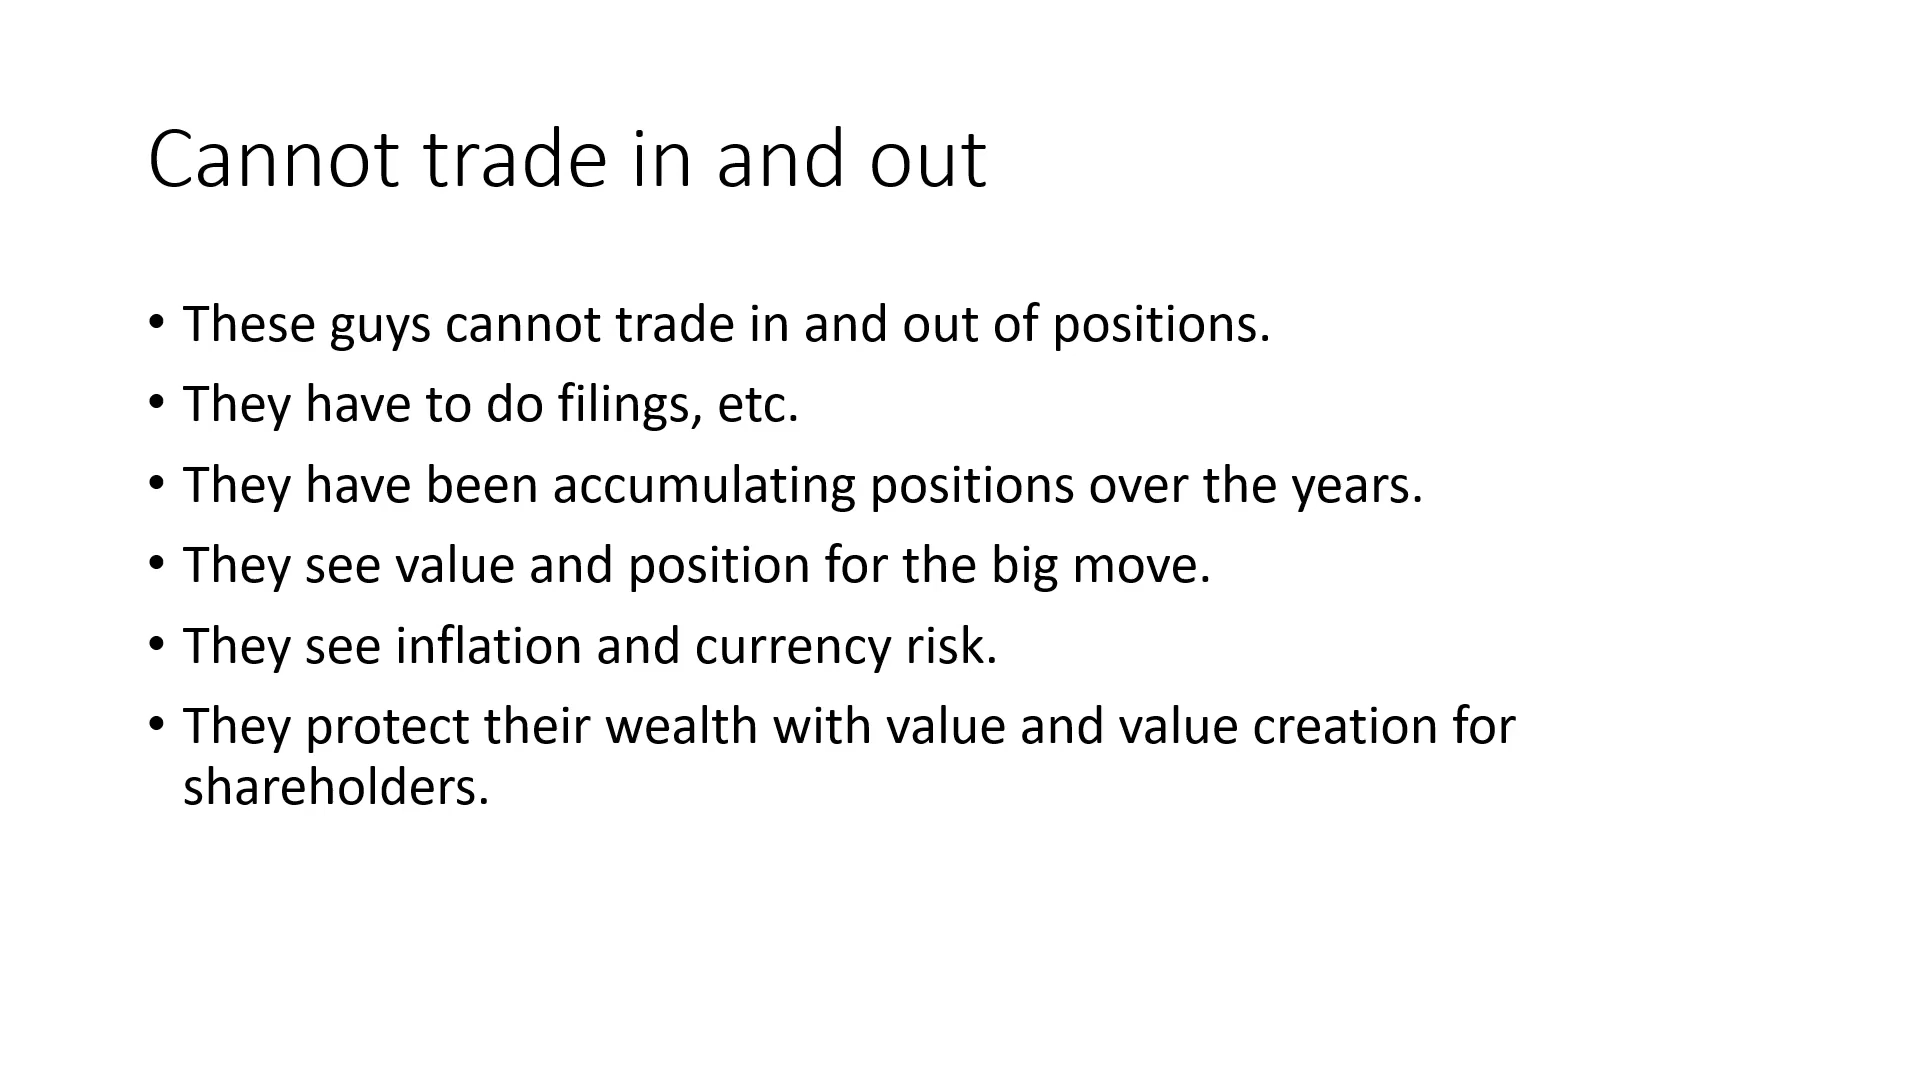 Cannot trade in and out
• These guys cannot trade in and out of positions.
• They have to do filings, etc.
• They have been accumulating positions over the years.
• They see value and position for the big move.
• They see inflation and currency risk.
• They protect their wealth with value and value creation for
shareholders.